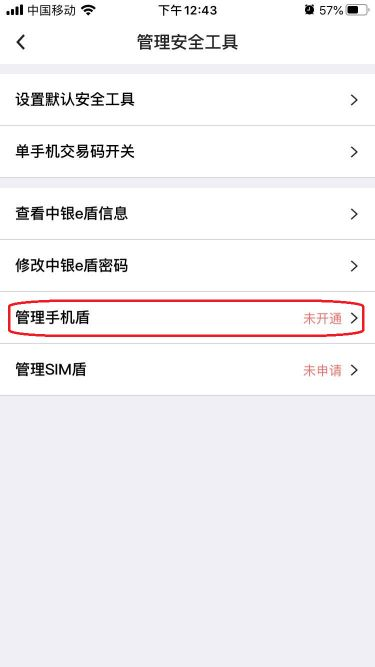 中国移动 下午12:43 57%
管理安全工具
设置默认安全工具
单手机交易码开关
查看中银e盾信息
修改中银e盾密码
管理手机盾 未开通
管理SIM盾 未申请